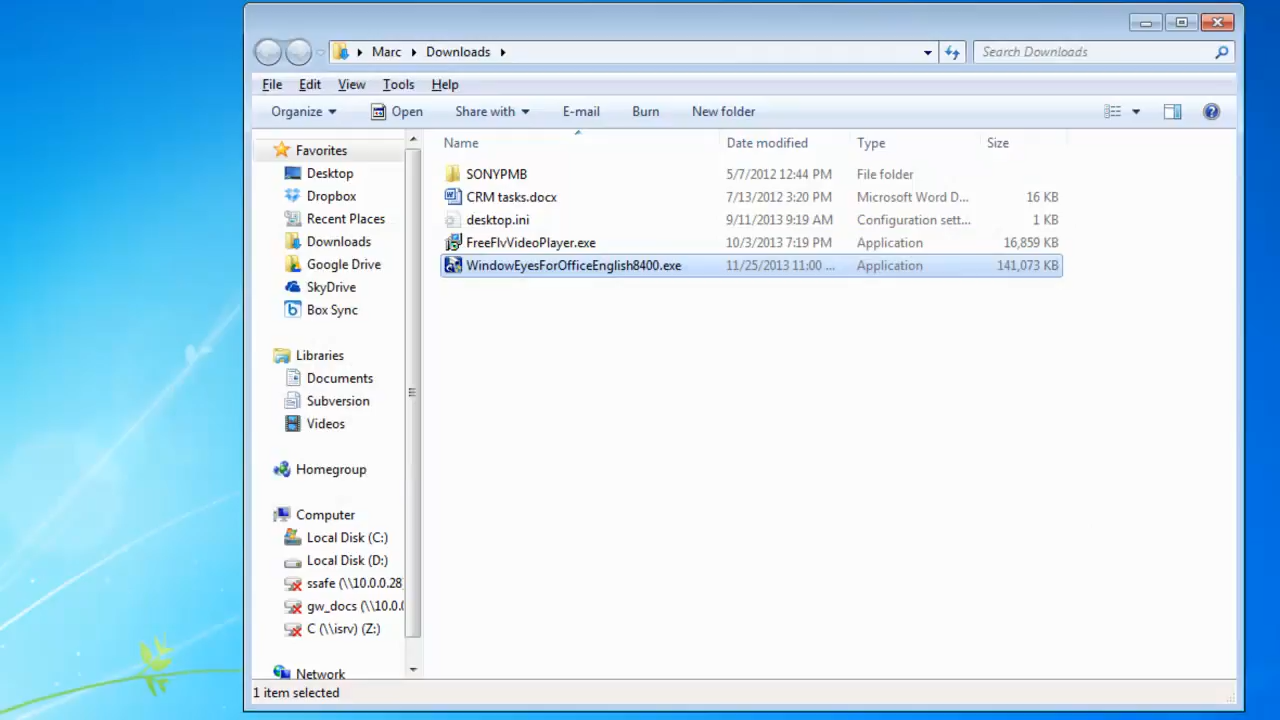 Marc Downloads Search Downloads
File Edit View Tools Help
Organize Open Share with E-mail Burn New folder
Name Date modified Type Size
Favorites
Desktop
Dropbox
Recent Places
Downloads
Google Drive
SkyDrive
Box Sync
Libraries
Documents
Subversion
Videos
Homegroup
Computer
Local Disk (C:)
Local Disk (D:)
ssafe (\\10.0.0.28)
gw_docs (\\10.0.0
C (\\isrv) (Z:)
Network
SONYPMB 5/7/2012 12:44 PM File folder
CRM tasks.docx 7/13/2012 3:20 PM Microsoft Word D... 16 KB
desktop.ini 9/11/2013 9:19 AM Configuration sett... 1 KB
FreeFlvVideoPlayer.exe 10/3/2013 7:19 PM Application 16,859 KB
WindowEyesForOfficeEnglish8400.exe 11/25/2013 11:00 ... Application 141,073 KB
1 item selected